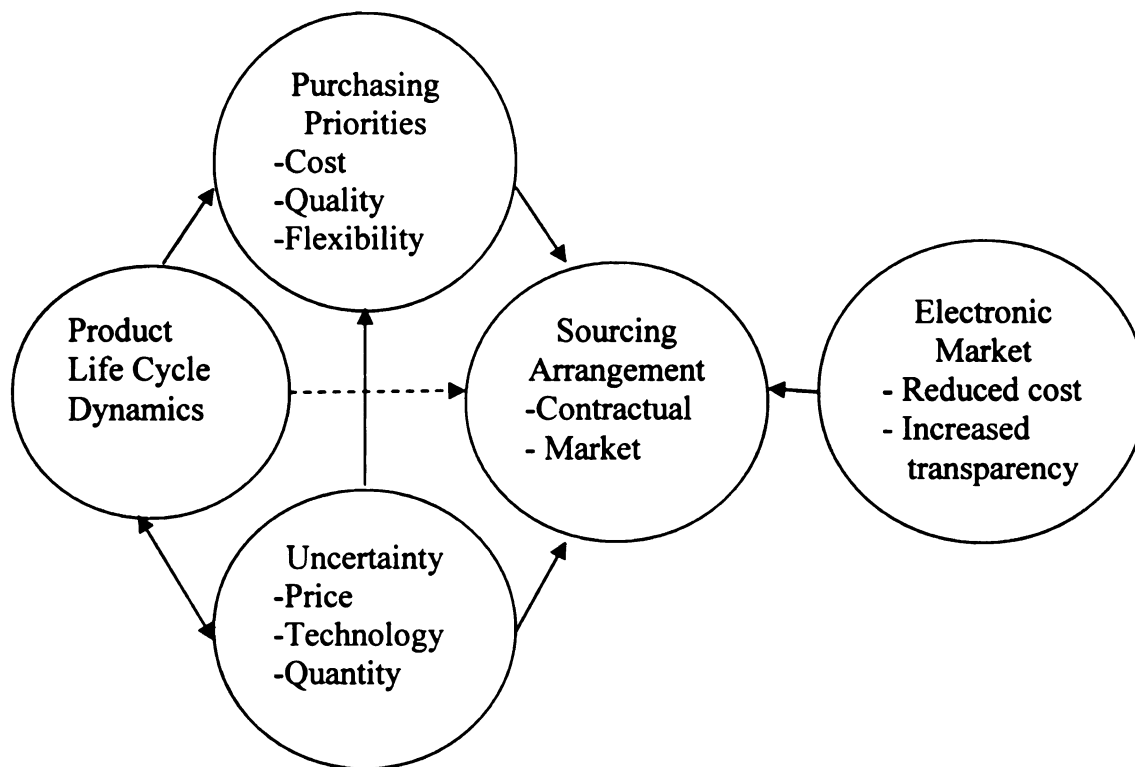 Purchasing
Priorities
-Cost
-Quality
-Flexibility
Product
Life Cycle
Dynamics
Sourcing
Arrangement
-Contractual
- Market
Electronic
Market
- Reduced cost
- Increased
transparency
Uncertainty
-Price
-Technology
-Quantity